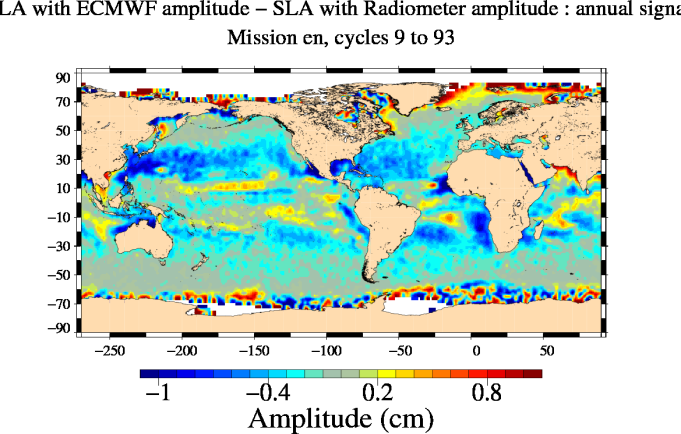 LA with ECMWF amplitude − SLA with Radiometer amplitude : annual signa
Mission en, cycles 9 to 93
90
70
50
30
10
−10
−30
−50
−70
−90
−250 −200 −150 −100 −50 0 50
−1 −0.4 0.2 0.8
Amplitude (cm)